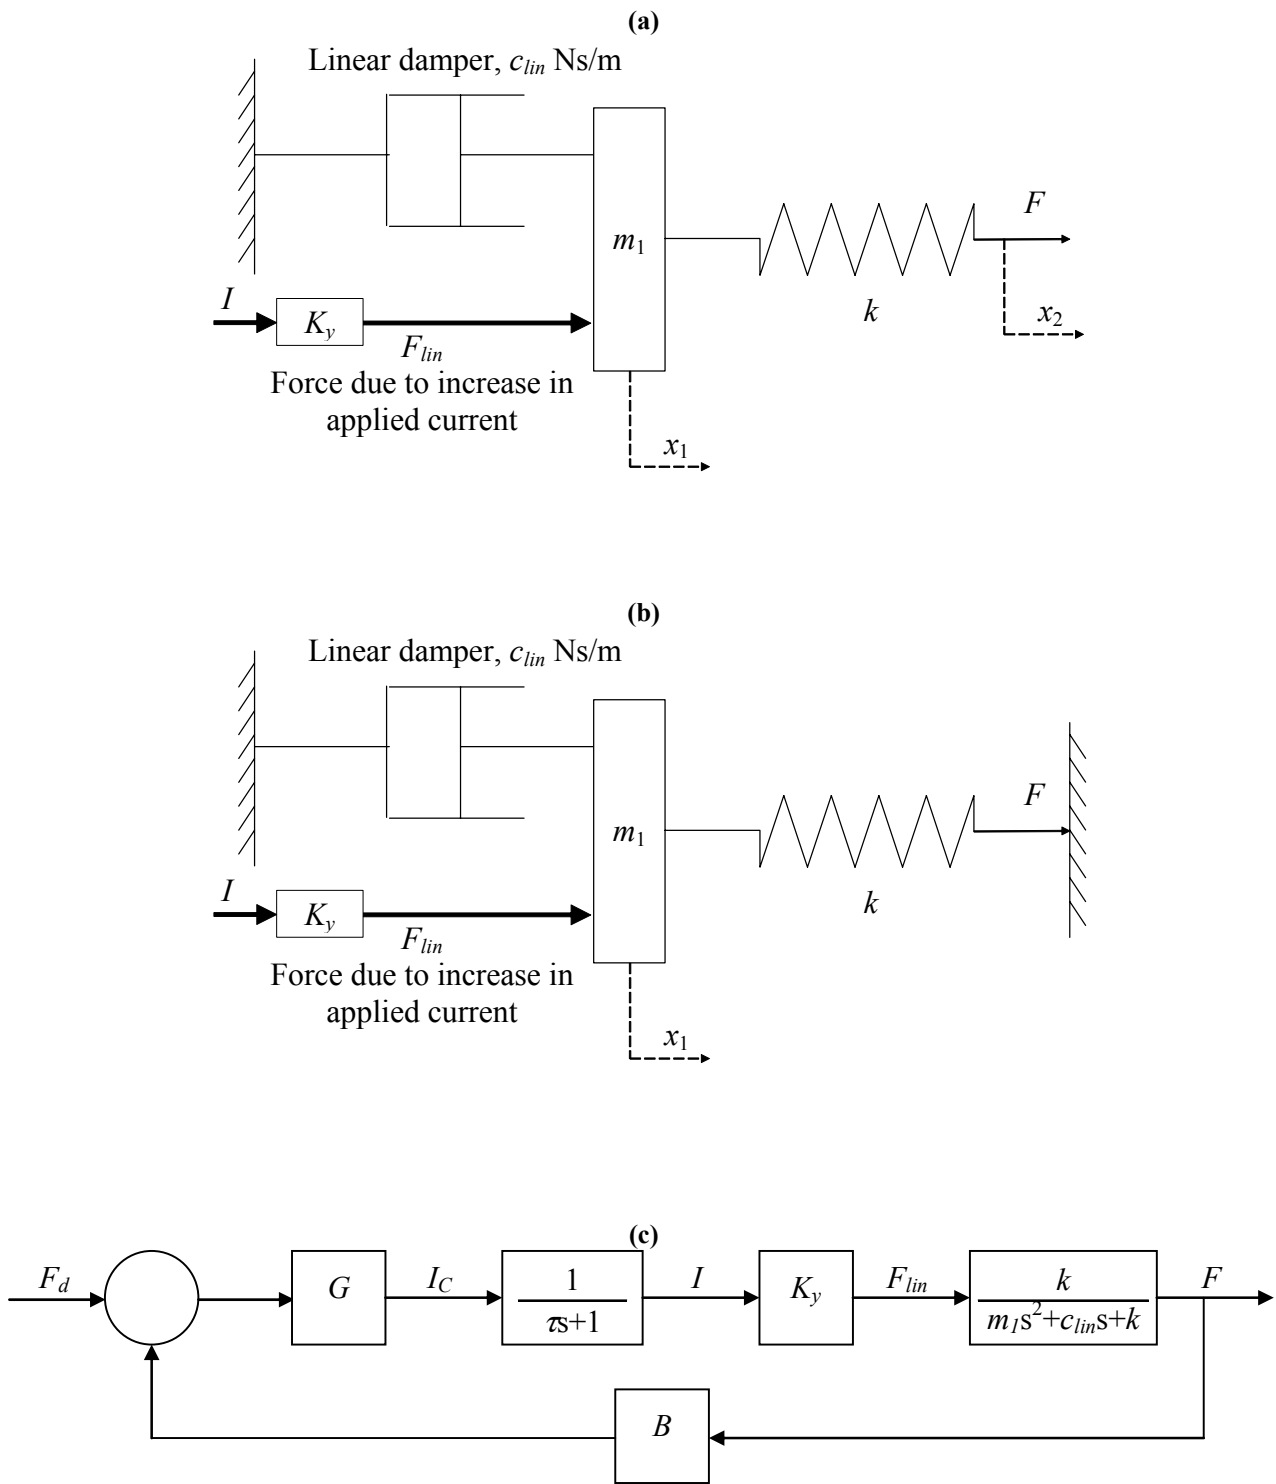 (a)
Linear damper, c_lin Ns/m
F
m₁
I
K_y
k
x₂
F_lin
Force due to increase in
applied current
x₁
(b)
Linear damper, c_lin Ns/m
F
m₁
I
K_y
k
F_lin
Force due to increase in
applied current
x₁
(c)
F_d
G
I_C
1
τs+1
I
K_y
F_lin
k
m₁s²+c_lin s+k
F
B